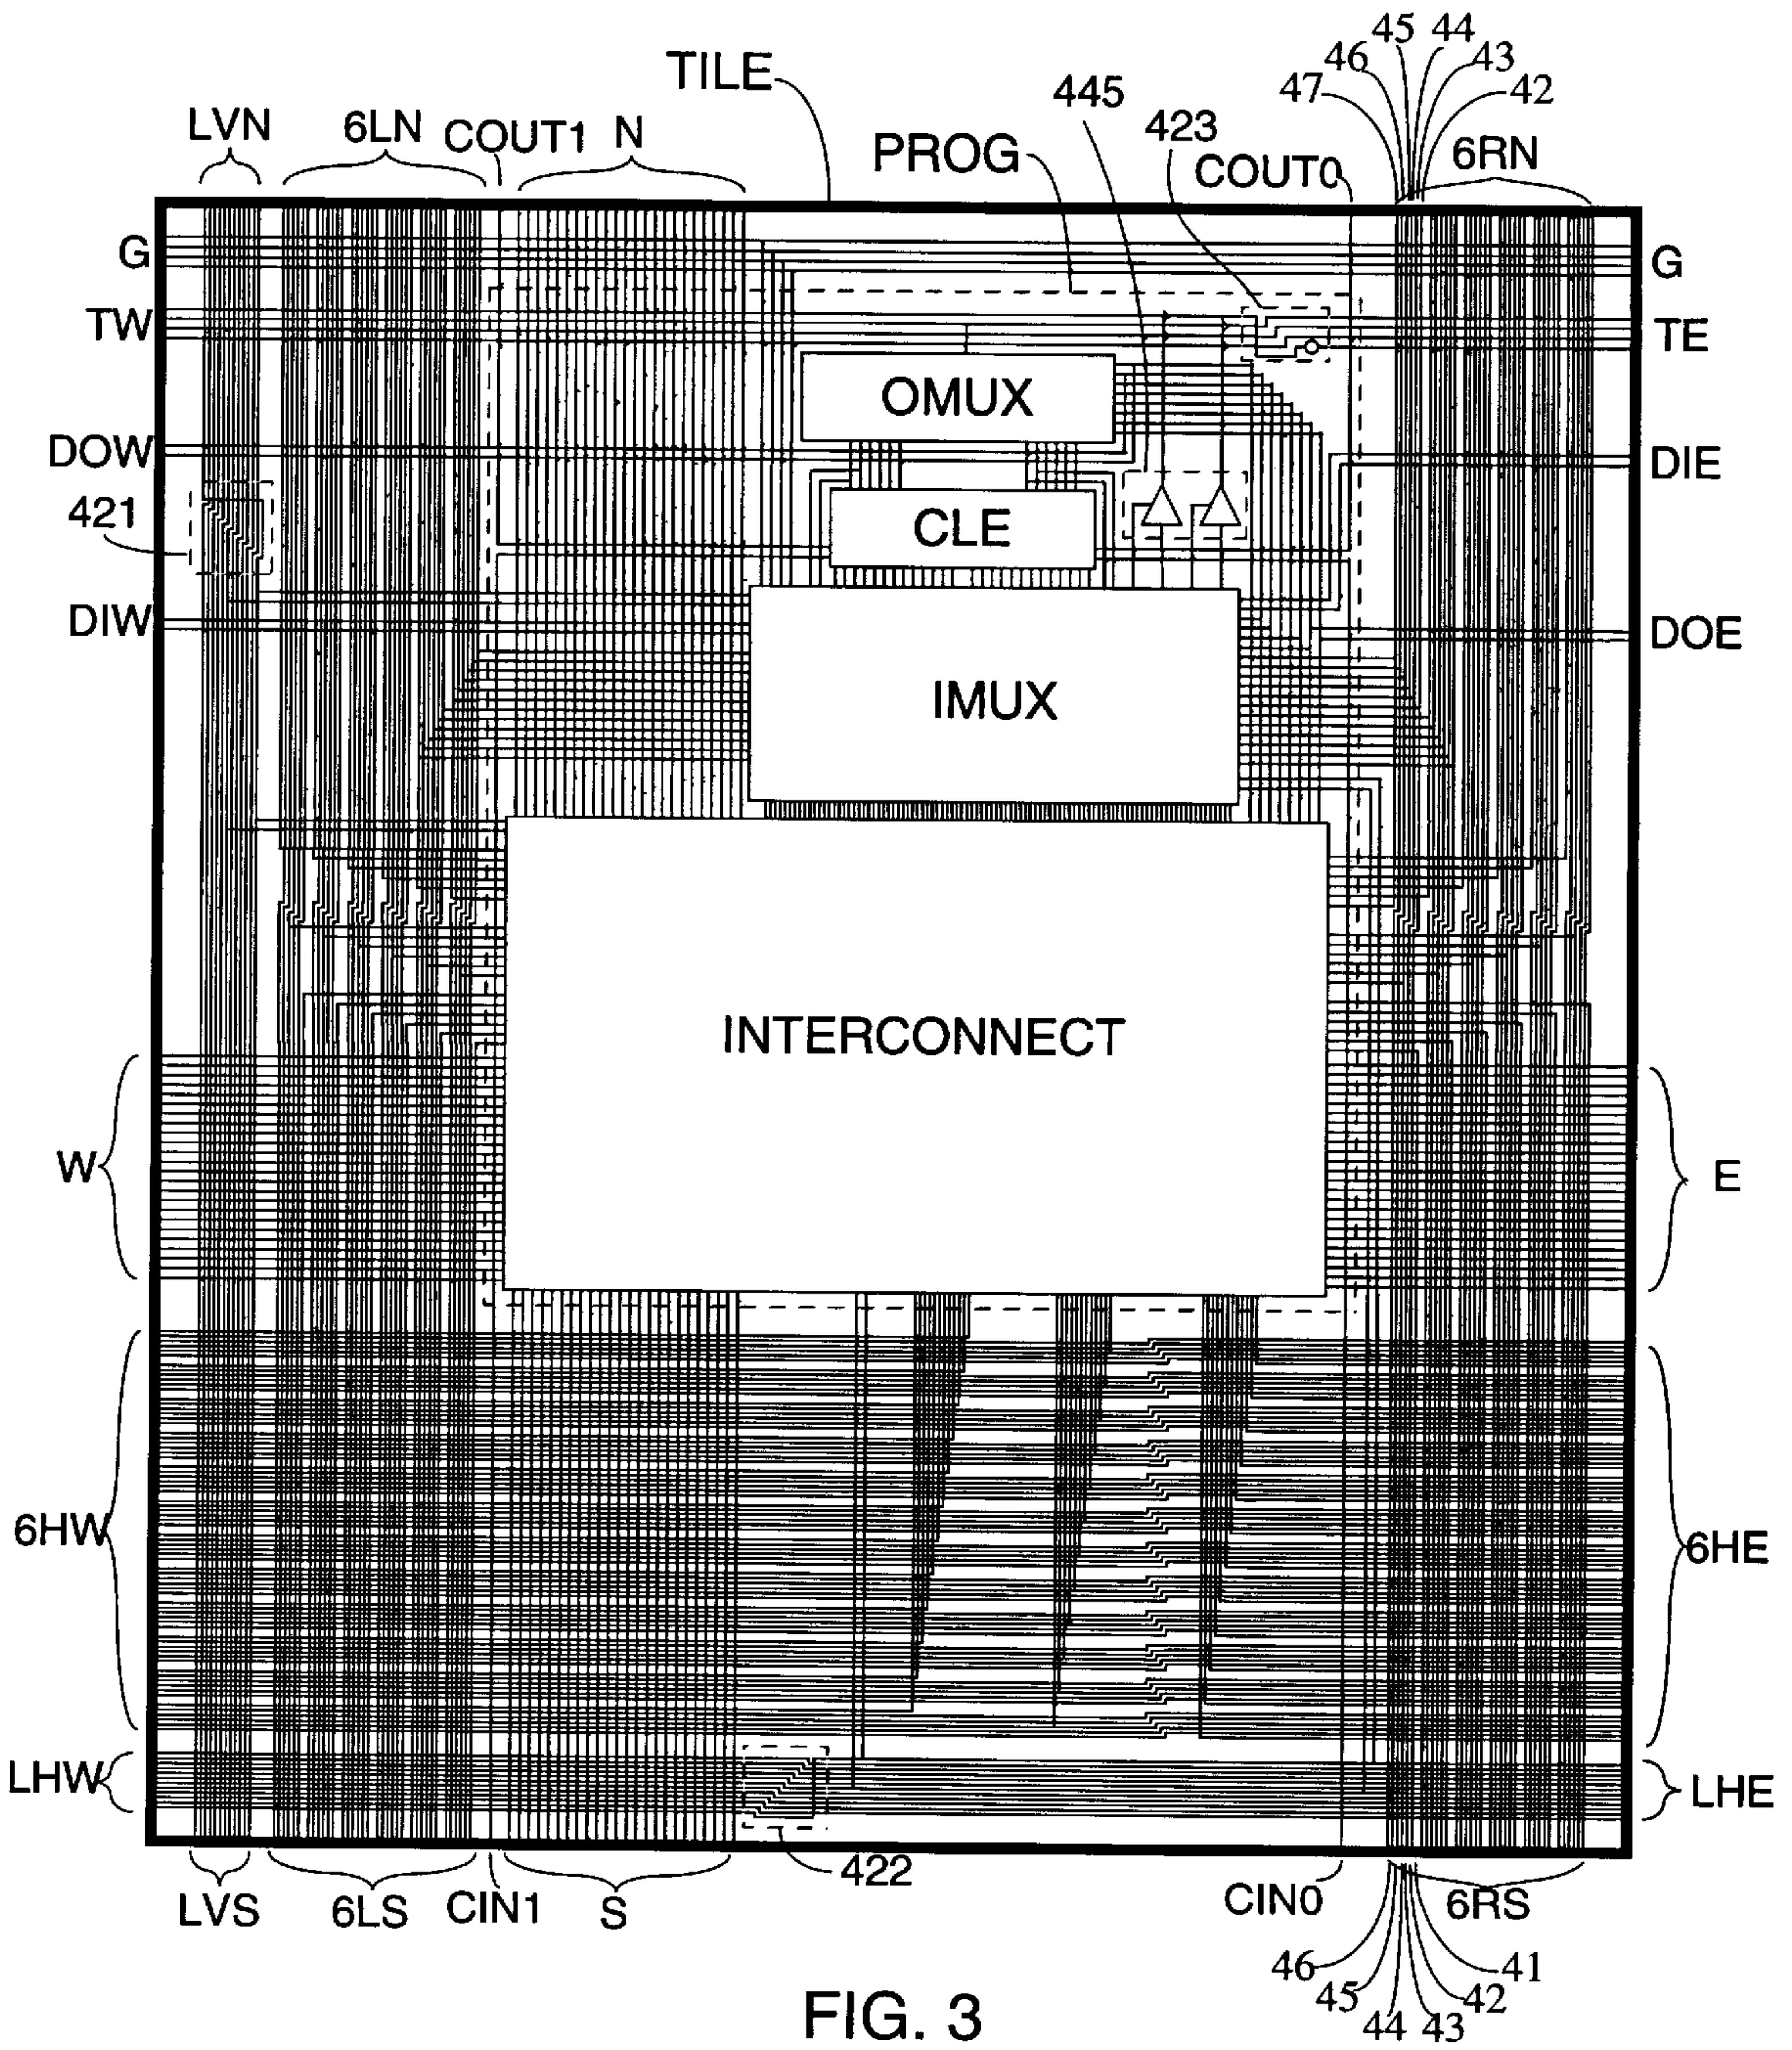 45 44
46 43
47 42
TILE
445
LVN 6LN COUT1 N
423
PROG
COUT0
6RN
G G
TW TE
OMUX
DOW DIE
421
CLE
DIW DOE
IMUX
INTERCONNECT
W E
6HW 6HE
LHW LHE
422
LVS 6LS CIN1 S
CIN0 6RS
46 41
45 42
44 43
FIG. 3